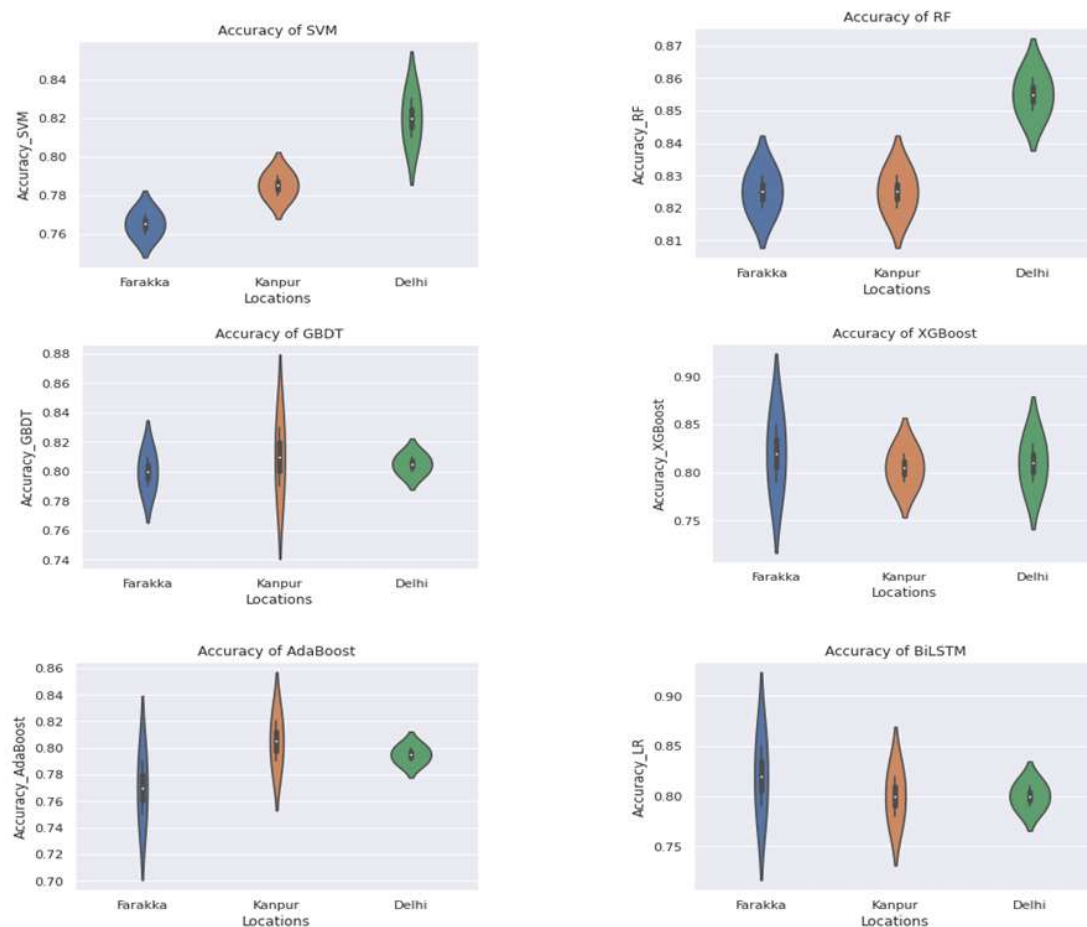 Accuracy of SVM
Accuracy_SVM
0.84
0.82
0.80
0.78
0.76
Farakka
Kanpur
Delhi
Locations
Accuracy of RF
Accuracy_RF
0.87
0.86
0.85
0.84
0.83
0.82
0.81
Farakka
Kanpur
Delhi
Locations
Accuracy of GBDT
Accuracy_GBDT
0.88
0.86
0.84
0.82
0.80
0.78
0.76
0.74
Farakka
Kanpur
Delhi
Locations
Accuracy of XGBoost
Accuracy_XGBoost
0.90
0.85
0.80
0.75
Farakka
Kanpur
Delhi
Locations
Accuracy of AdaBoost
Accuracy_AdaBoost
0.86
0.84
0.82
0.80
0.78
0.76
0.74
0.72
0.70
Farakka
Kanpur
Delhi
Locations
Accuracy of BiLSTM
Accuracy_LR
0.90
0.85
0.80
0.75
Farakka
Kanpur
Delhi
Locations